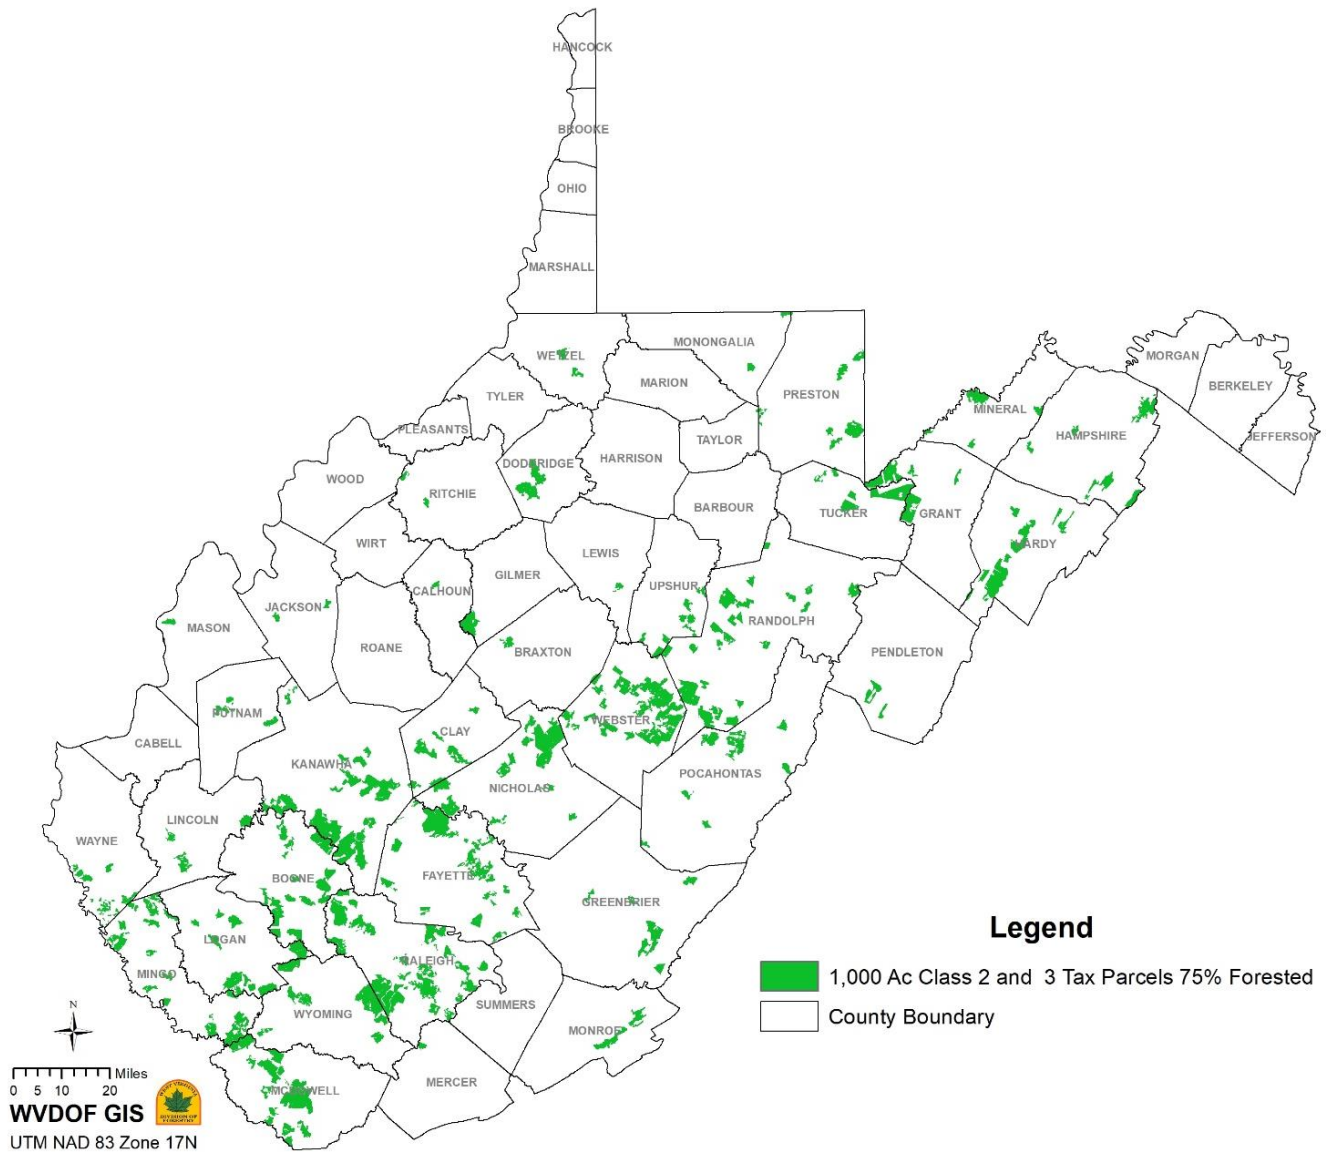 HANCOCK
BROOKE
OHIO
MARSHALL
MONONGALIA
WETZEL
MORGAN
MARION
BERKELEY
PRESTON
TYLER
MINERAL
PLEASANTS
HAMPSHIRE
JEFFERSON
TAYLOR
HARRISON
DODDRIDGE
WOOD
RITCHIE
BARBOUR
TUCKER
GRANT
WIRT
HARDY
LEWIS
GILMER
UPSHUR
CALHOUN
JACKSON
RANDOLPH
MASON
ROANE
BRAXTON
PENDLETON
PUTNAM
WEBSTER
CLAY
CABELL
KANAWHA
POCAHONTAS
NICHOLAS
LINCOLN
WAYNE
FAYETTE
BOONE
GREENBRIER
LOGAN
RALEIGH
MINGO
SUMMERS
WYOMING
MONROE
MERCER
MCDOWELL
Legend
1,000 Ac Class 2 and 3 Tax Parcels 75% Forested
County Boundary
N
Miles
0 5 10 20
WVDOF GIS
UTM NAD 83 Zone 17N